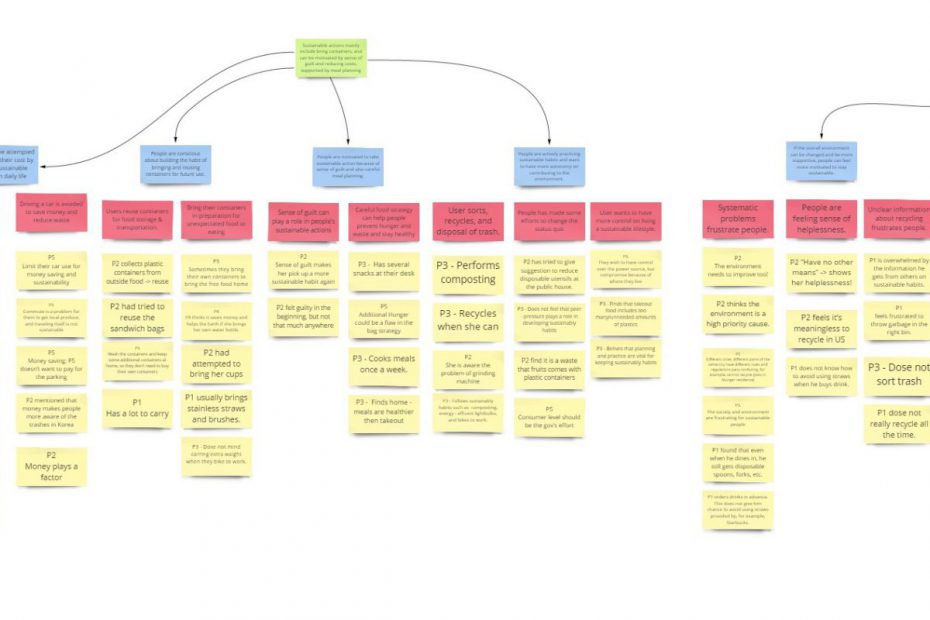 Sustainable actions mostly
include bring containers, and
can be motivated by sense of
guilt and reducing costs,
supported by meal planning
attempted
their cost by
sustainable
daily life
People are conscious
about building the habit of
bringing and reusing
containers for future use.
People are motivated to take
sustainable action because of
sense of guilt and also careful
meal planning
People are actively practicing
sustainable habits and want
to have more autonomy on
contributing to the
environment.
If the overall environment
can be changed and be more
supportive, people can feel
more motivated to stay
sustainable.
Driving a car is avoided
to save money and
reduce waste
P5
Limit their car use for
money saving and
sustainability
Commute is a problem for
them to get local produce,
and traveling itself is not
sustainable
P5
Money saving; P5
doesn't want to pay for
the parking
P2 mentioned that
money makes people
more aware of the
trashes in Korea
P2
Money plays a
factor
Users reuse containers
for food storage &
transportation.
P2 collects plastic
containers from
outside food -> reuse
P2 had tried to
reuse the
sandwich bags
Wash the containers and keep
some additional containers at
home, so they don't need to buy
their own containers
P1
Has a lot to carry
Bring their containers
in preparation for
unexpected food or
eating
P5
Sometimes they bring
their own containers to
bring the free food home
P4 thinks it saves money and
helps the Earth if she brings
her own water bottle.
P2 had
attempted to
bring her cups
P1 usually brings
stainless straws
and brushes.
P3 - Dose not mind
carrying extra weight
when they bike to work.
Sense of guilt can
play a role in people's
sustainable actions
P2
Sense of guilt makes
her pick up a more
sustainable habit again
P2 felt guilty in the
beginning, but not
that much anywhere
Careful food strategy
can help people
prevent hunger and
waste and stay healthy
P3 - Has several
snacks at their desk
P5
Additional Hunger
could be a flaw in the
bag strategy
P3 - Cooks meals
once a week.
P3 - Finds home -
meals are healthier
then takeout
User sorts,
recycles, and
disposal of trash.
P3 - Performs
composting
P3 - Recycles
when she can
P2
She is aware the
problem of grinding
machine
P3 - Follows sustainable
habits such as composting,
energy - efficient lightbulbs,
and bikes to work.
People has made some
efforts so change the
status quo.
P2 has tried to give
suggestion to reduce
disposable utensils as
the public house.
P3 - Does not feel that peer
pressure plays a role in
developing sustainably
habits
P2 find it is a waste
that fruits comes with
plastic containers
P5
Consumer level should
be the gov's effort
User wants to have
more control on living
a sustainable lifestyle.
They wish to have control
over the power source, but
compromise because of
where they live
P3 - Finds that takeout
food includes too
many/unneeded amounts
of plastics
P3 - Believes that planning
and practice are vital for
keeping sustainably habits
Systematic
problems
frustrate people.
P2
The environment
needs to improve too!
P2 thinks the
environment is a
high priority cause.
The society and environment
are frustrating for sustainable
people
P1 found that even
when he dines in, he
still gets disposable
spoons, forks, etc.
P1 orders drinks in advance.
This does not give him
chance to avoid using straws
provided by, for example,
Starbucks.
People are
feeling sense of
helplessness.
P2 "Have no other
means" -> shows
her helplessness!
P2 feels it's
meaningless to
recycle in US
P1 does not know how
to avoid using straws
when he buys drink.
Unclear information
about recycling
frustrates people.
P1 is overwhelmed by
the information he
gets from others on
sustainable habits.
P1
feels frustrated to
throw garbage in the
right bin.
P3 - Dose not
sort trash
P1 dose not
really recycle all
the time.